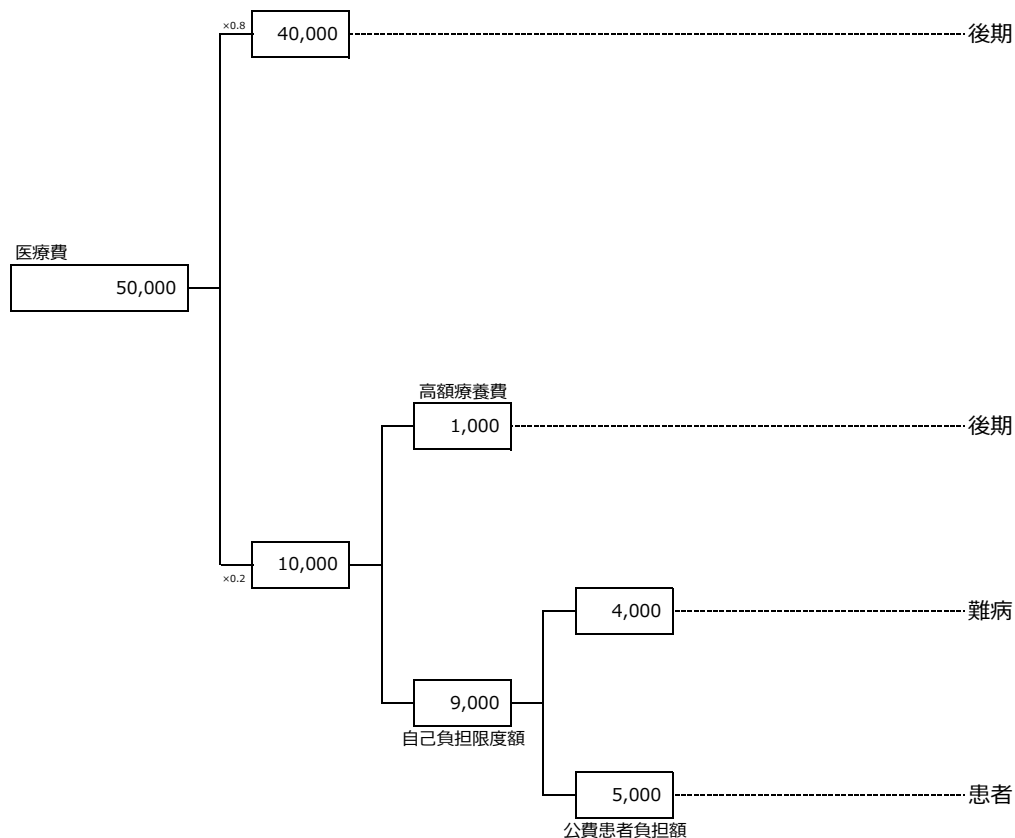 ×0.8
40,000
後期
医療費
50,000
高額療養費
1,000
後期
10,000
×0.2
4,000
難病
9,000
自己負担限度額
5,000
患者
公費患者負担額